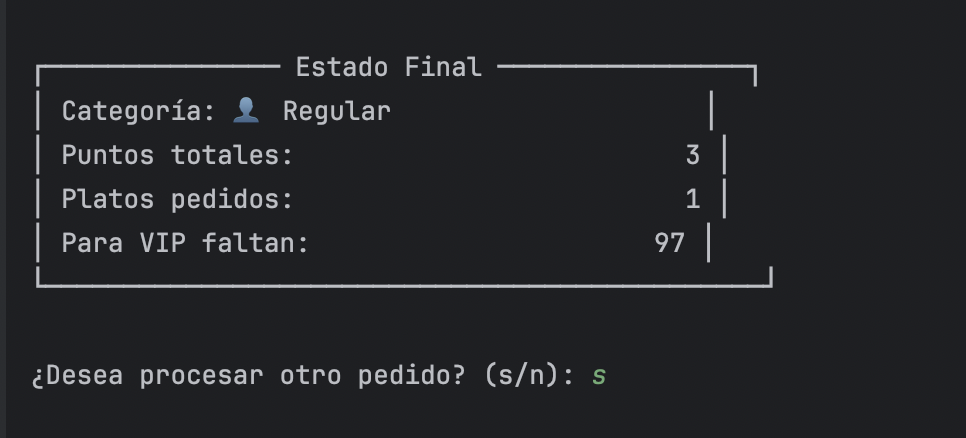 Estado Final
Categoría: 👤 Regular
Puntos totales: 3
Platos pedidos: 1
Para VIP faltan: 97
¿Desea procesar otro pedido? (s/n): s